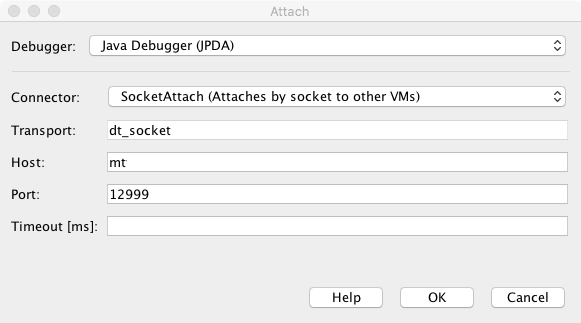 Attach
Debugger: Java Debugger (JPDA)
Connector: SocketAttach (Attaches by socket to other VMs)
Transport: dt_socket
Host: mt
Port: 12999
Timeout [ms]:
Help OK Cancel